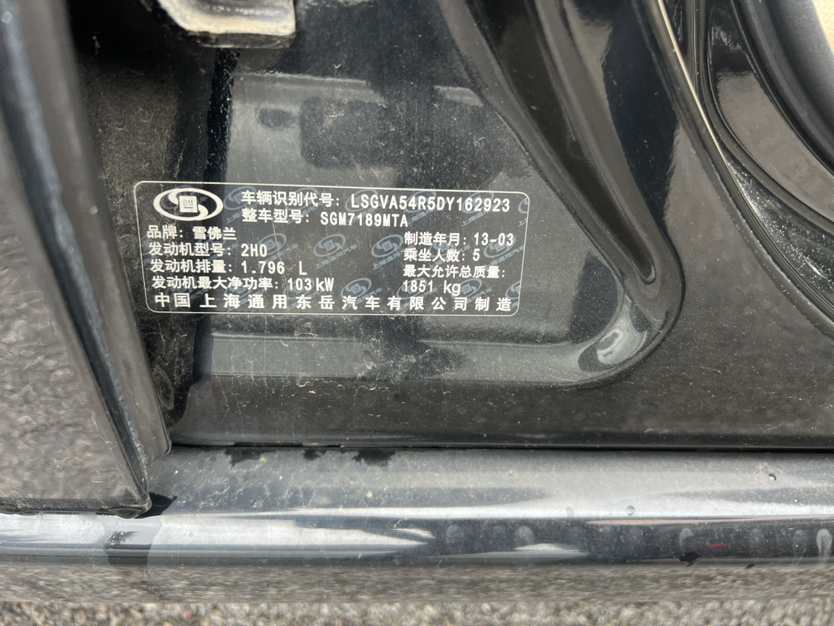 GM
车辆识别代号: LSGVA54R5DY162923
整车型号: SGM7189MTA
品牌: 雪佛兰
制造年月: 13-03
发动机型号: 2H0
乘坐人数: 5
发动机排量: 1.796 L
最大允许总质量:
发动机最大净功率: 103kW
1851 kg
中国上海通用东岳汽车有限公司制造